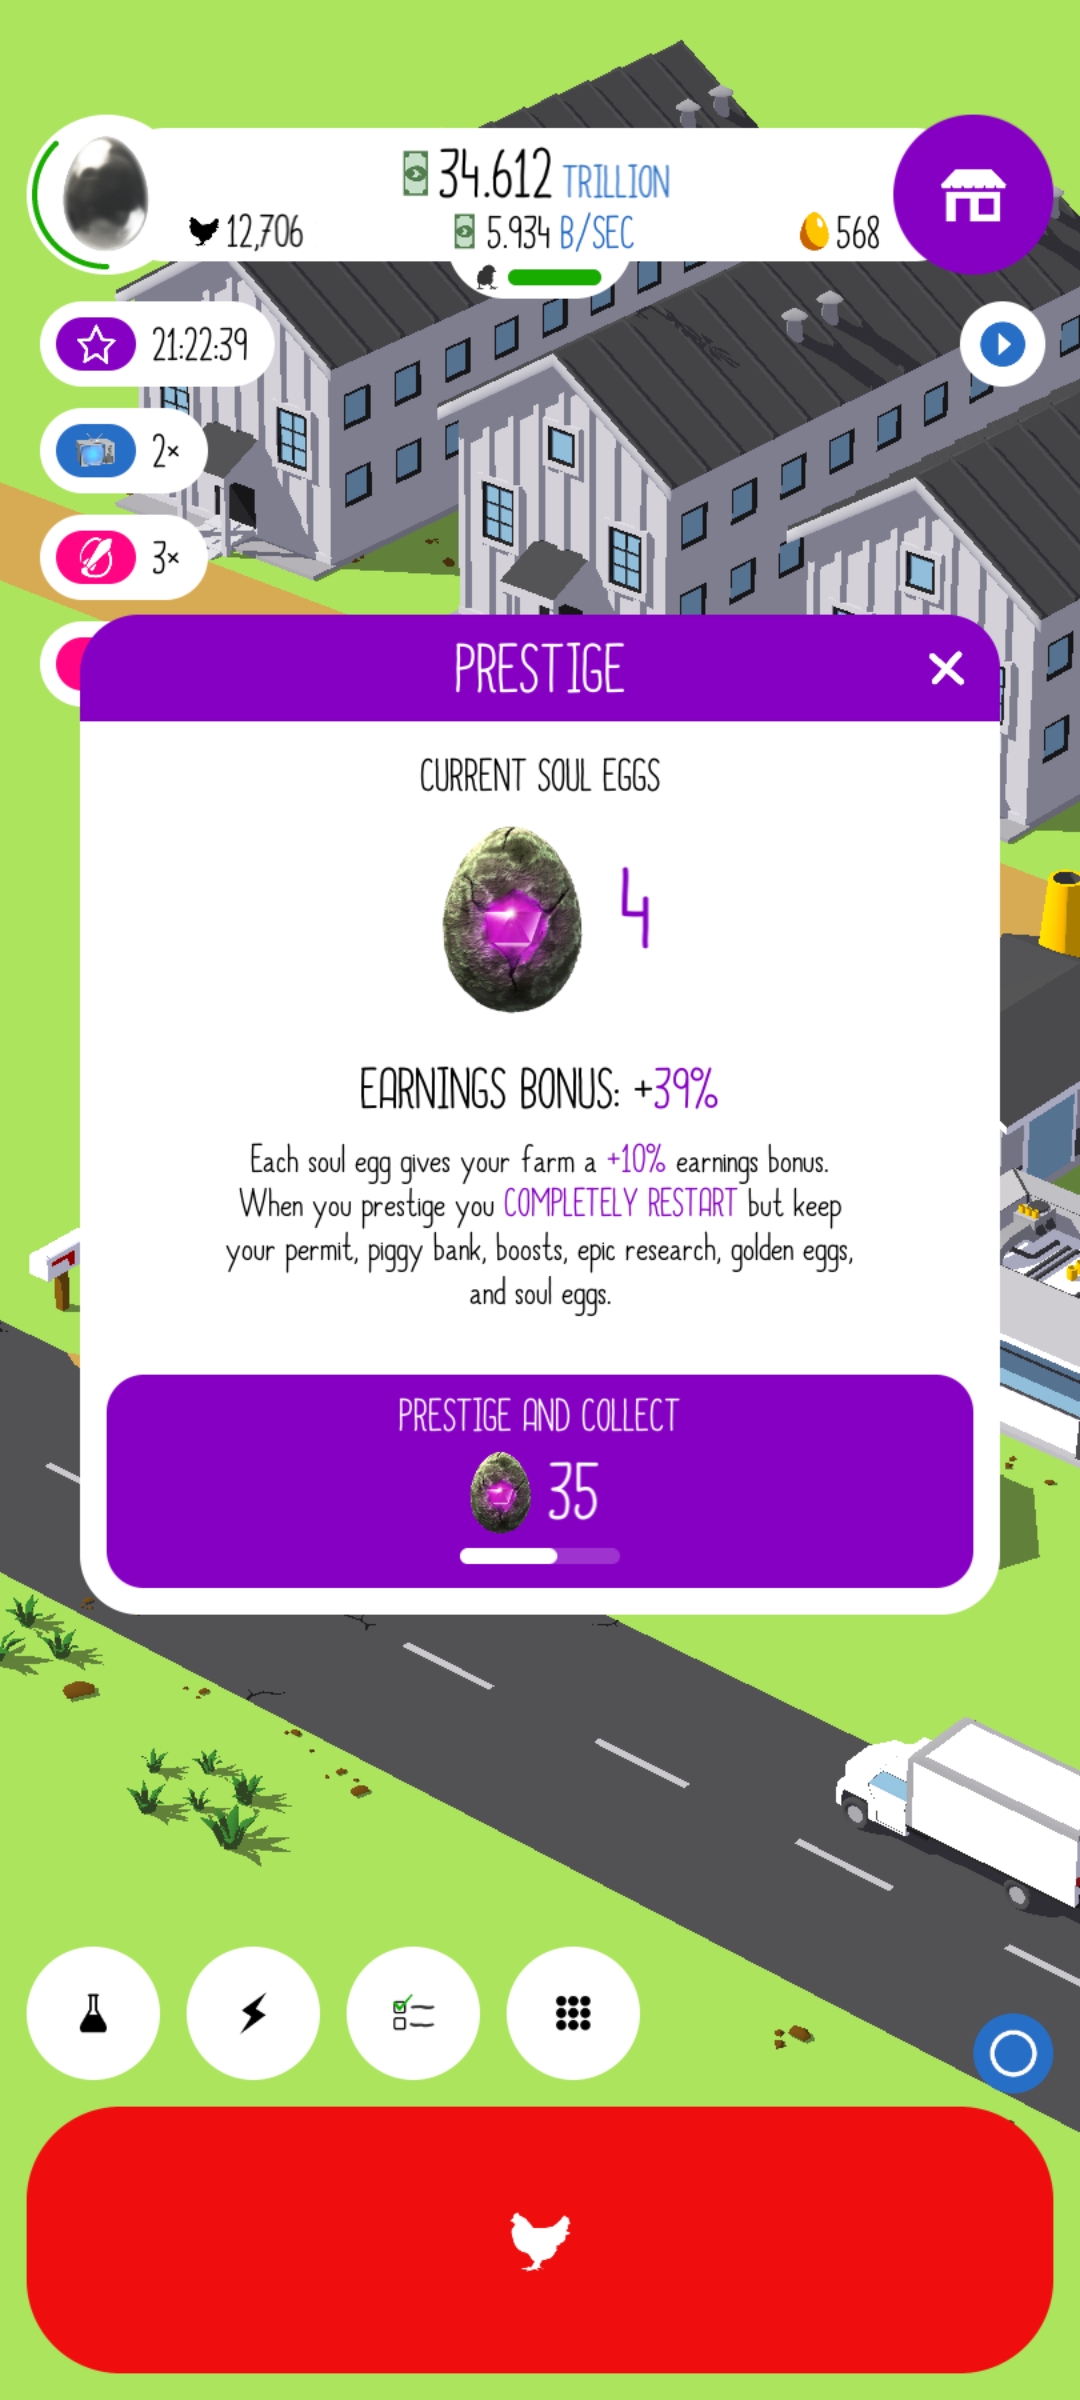 34.612 TRILLION
12,706
5.934 B/SEC
568
21:22:39
2×
3×
PRESTIGE
CURRENT SOUL EGGS
4
EARNINGS BONUS: +39%
Each soul egg gives your farm a +10% earnings bonus.
When you prestige you COMPLETELY RESTART but keep
your permit, piggy bank, boosts, epic research, golden eggs,
and soul eggs.
PRESTIGE AND COLLECT
35